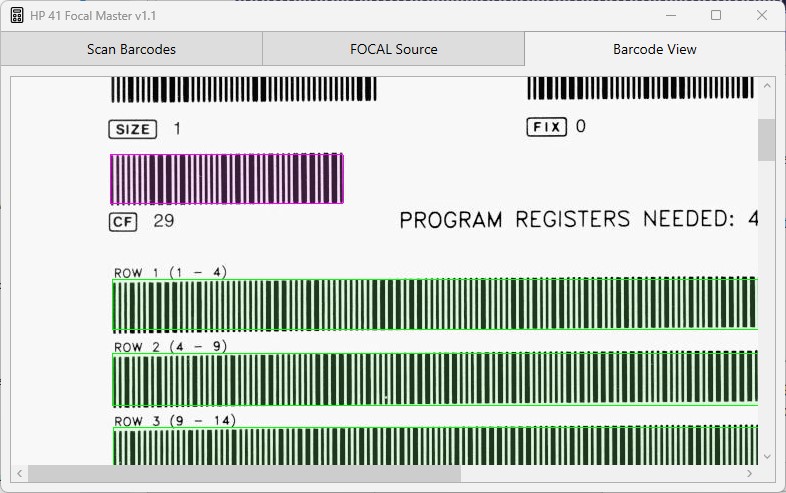 HP 41 Focal Master v1.1
Scan Barcodes FOCAL Source Barcode View
SIZE 1 FIX 0
CF 29 PROGRAM REGISTERS NEEDED: 4
ROW 1 (1 - 4)
ROW 2 (4 - 9)
ROW 3 (9 - 14)